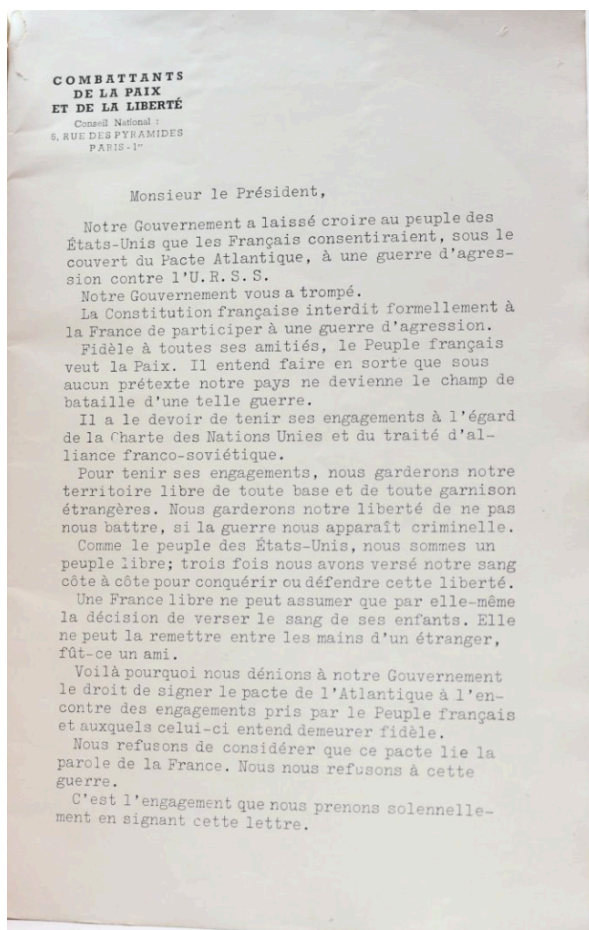 COMBATTANTS
DE LA PAIX
ET DE LA LIBERTÉ
Conseil National :
5, RUE DES PYRAMIDES
PARIS-1er
Monsieur le Président,
Notre Gouvernement a laissé croire au peuple des
États-Unis que les Français consentiraient, sous le
couvert du Pacte Atlantique, à une guerre d'agres-
sion contre l'U.R.S.S.
Notre Gouvernement vous a trompé.
La Constitution française interdit formellement à
la France de participer à une guerre d'agression.
Fidèle à toutes ses amitiés, le Peuple français
veut la Paix. Il entend faire en sorte que sous
aucun prétexte notre pays ne devienne le champ de
bataille d'une telle guerre.
Il a le devoir de tenir ses engagements à l'égard
de la Charte des Nations Unies et du traité d'al-
liance franco-soviétique.
Pour tenir ses engagements, nous garderons notre
territoire libre de toute base et de toute garnison
étrangères. Nous garderons notre liberté de ne pas
nous battre, si la guerre nous apparaît criminelle.
Comme le peuple des États-Unis, nous sommes un
peuple libre; trois fois nous avons versé notre sang
côte à côte pour conquérir ou défendre cette liberté.
Une France libre ne peut assumer que par elle-même
la décision de verser le sang de ses enfants. Elle
ne peut la remettre entre les mains d'un étranger,
fût-ce un ami.
Voilà pourquoi nous dénions à notre Gouvernement
le droit de signer le pacte de l'Atlantique à l'en-
contre des engagements pris par le Peuple français
et auxquels celui-ci entend demeurer fidèle.
Nous refusons de considérer que ce pacte lie la
parole de la France. Nous nous refusons à cette
guerre.
C'est l'engagement que nous prenons solennelle-
ment en signant cette lettre.